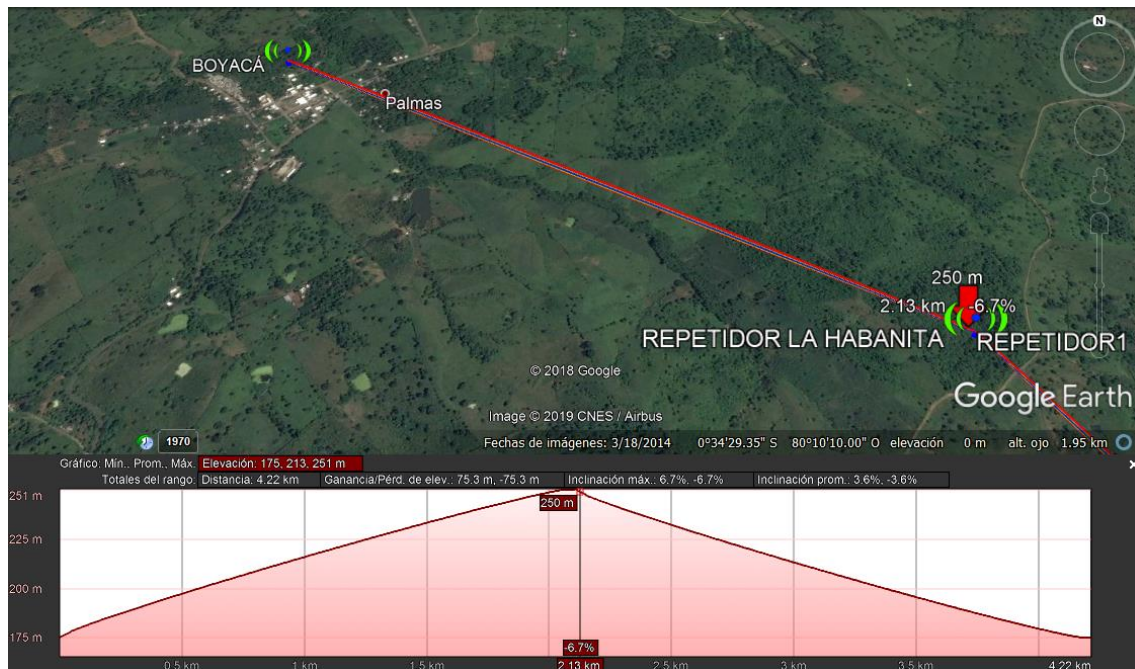 N
BOYACÁ
Palmas
250 m
2.13 km -6.7%
REPETIDOR LA HABANITA REPETIDOR1
© 2018 Google
Google Earth
Image © 2019 CNES / Airbus
1970 Fechas de imágenes: 3/18/2014 0°34'29.35" S 80°10'10.00" O elevación 0 m alt. ojo 1.95 km
Gráfico: Mín., Prom., Máx. Elevación: 175, 213, 251 m
Totales del rango: Distancia: 4.22 km Ganancia/Pérd. de elev.: 75.3 m, -75.3 m Inclinación máx.: 6.7%, -6.7% Inclinación prom.: 3.6%, -3.6%
251 m
250 m
225 m
200 m
175 m
-6.7%
0.5 km 1 km 1.5 km 2.13 km 2.5 km 3 km 3.5 km 4.22 km